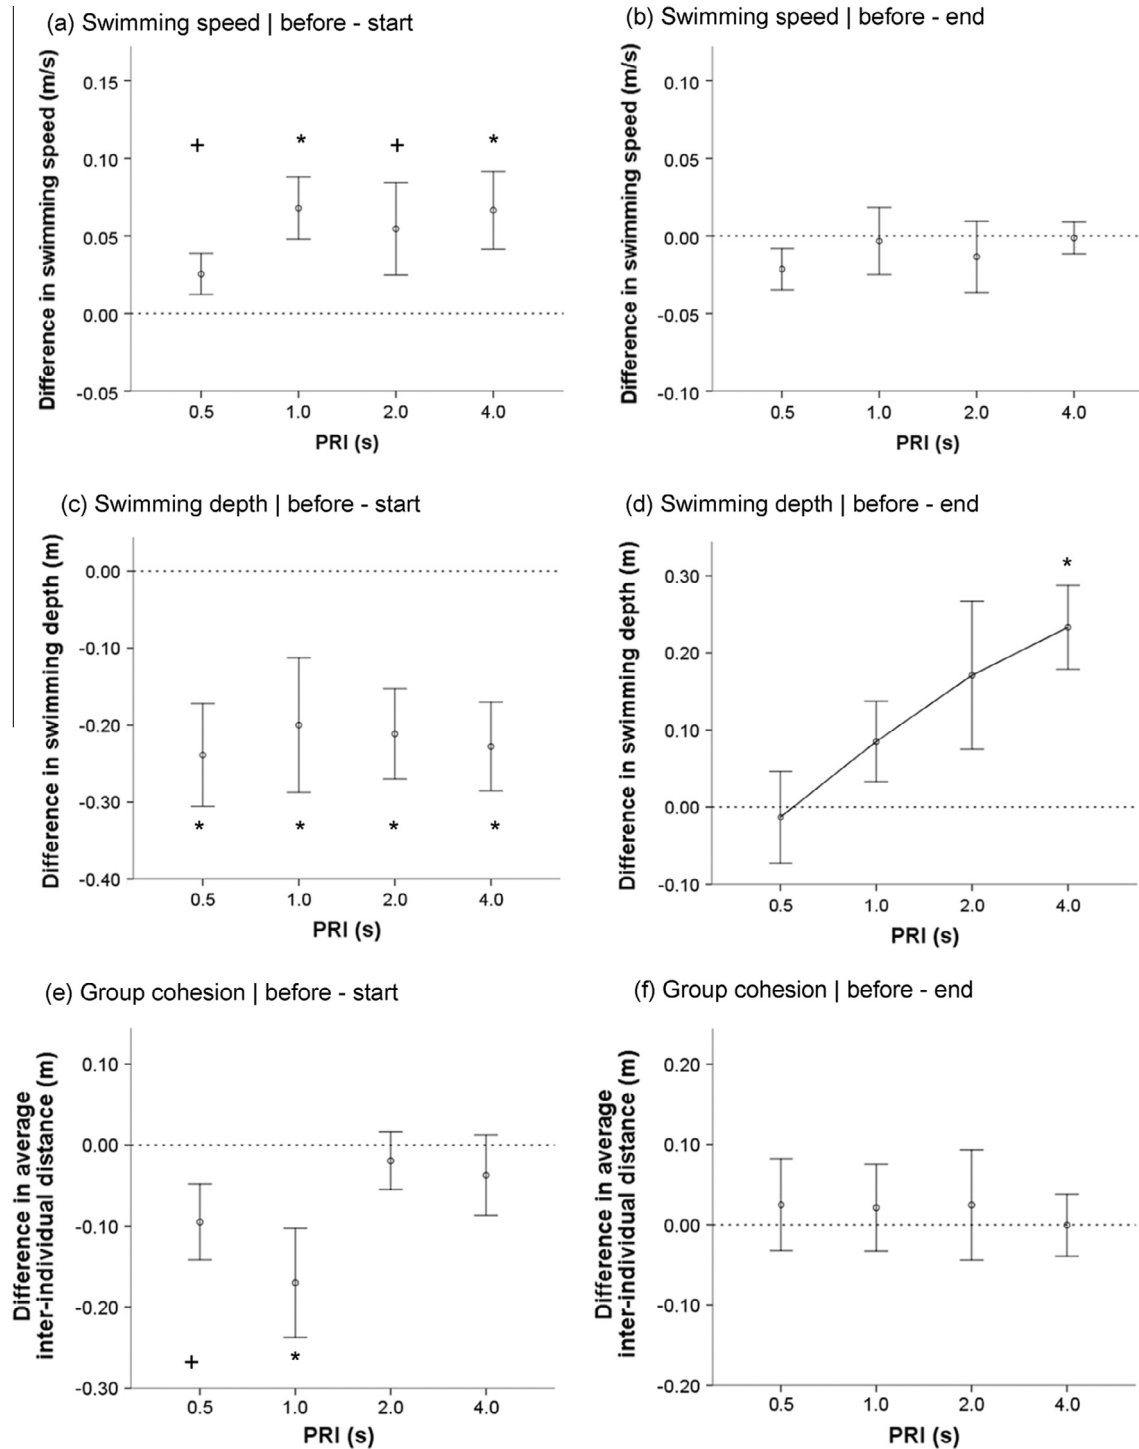 (a) Swimming speed | before - start
Difference in swimming speed (m/s)
0.15
0.10
0.05
0.00
-0.05
+ * + *
0.5 1.0 2.0 4.0
PRI (s)
(b) Swimming speed | before - end
Difference in swimming speed (m/s)
0.10
0.05
0.00
-0.05
-0.10
0.5 1.0 2.0 4.0
PRI (s)
(c) Swimming depth | before - start
Difference in swimming depth (m)
0.00
-0.10
-0.20
-0.30
-0.40
* * * *
0.5 1.0 2.0 4.0
PRI (s)
(d) Swimming depth | before - end
Difference in swimming depth (m)
*
0.30
0.20
0.10
0.00
-0.10
0.5 1.0 2.0 4.0
PRI (s)
(e) Group cohesion | before - start
Difference in average
inter-individual distance (m)
0.10
0.00
-0.10
-0.20
-0.30
+ *
0.5 1.0 2.0 4.0
PRI (s)
(f) Group cohesion | before - end
Difference in average
inter-individual distance (m)
0.20
0.10
0.00
-0.10
-0.20
0.5 1.0 2.0 4.0
PRI (s)